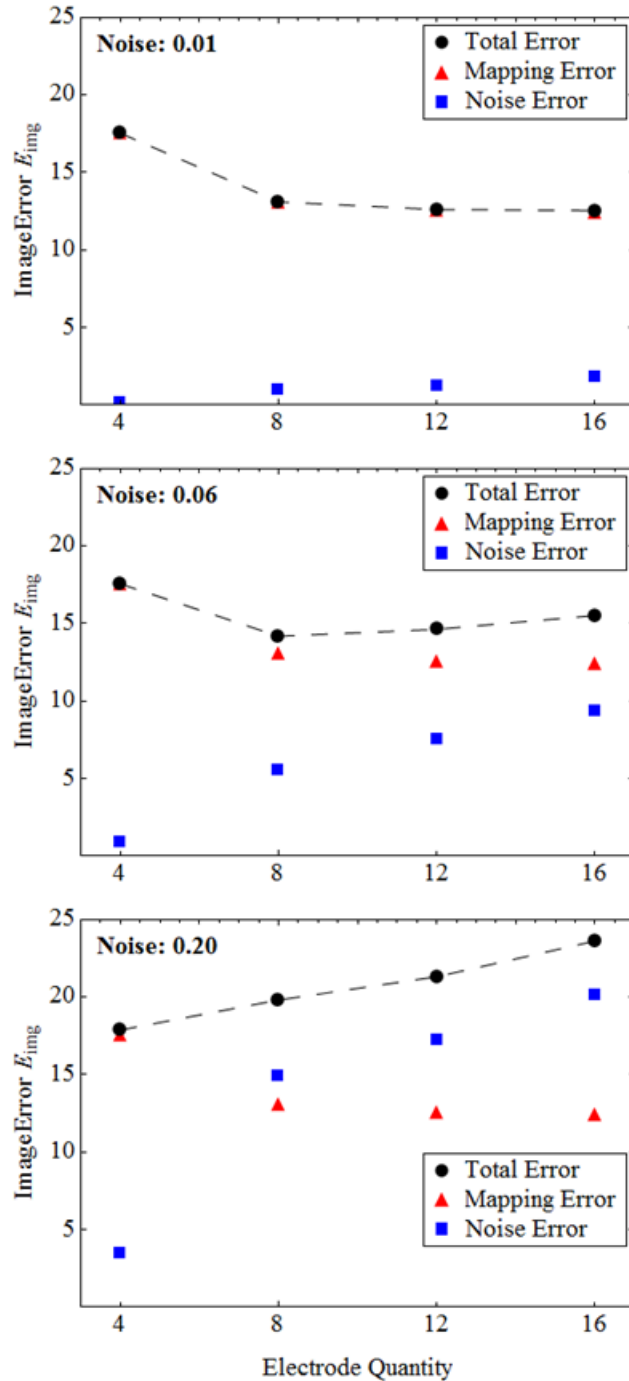 25
Noise: 0.01
Total Error
Mapping Error
Noise Error
20
15
10
5
ImageError Eimg
4 8 12 16
25
Noise: 0.06
Total Error
Mapping Error
Noise Error
20
15
10
5
ImageError Eimg
4 8 12 16
25
Noise: 0.20
20
15
10
5
ImageError Eimg
Total Error
Mapping Error
Noise Error
4 8 12 16
Electrode Quantity